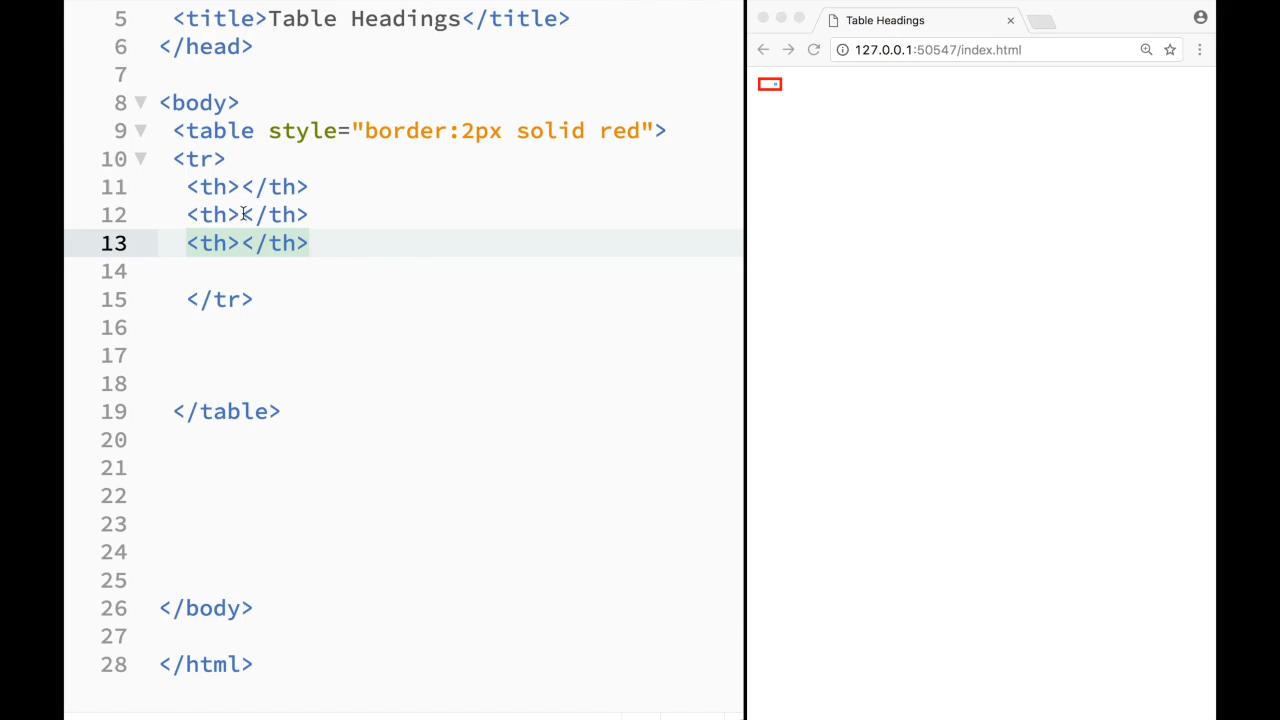 5 <title>Table Headings</title>
6 </head>
7
8 <body>
9 <table style="border:2px solid red">
10 <tr>
11 <th></th>
12 <th></th>
13 <th></th>
14
15 </tr>
16
17
18
19 </table>
20
21
22
23
24
25
26 </body>
27
28 </html>
Table Headings
127.0.0.1:50547/index.html